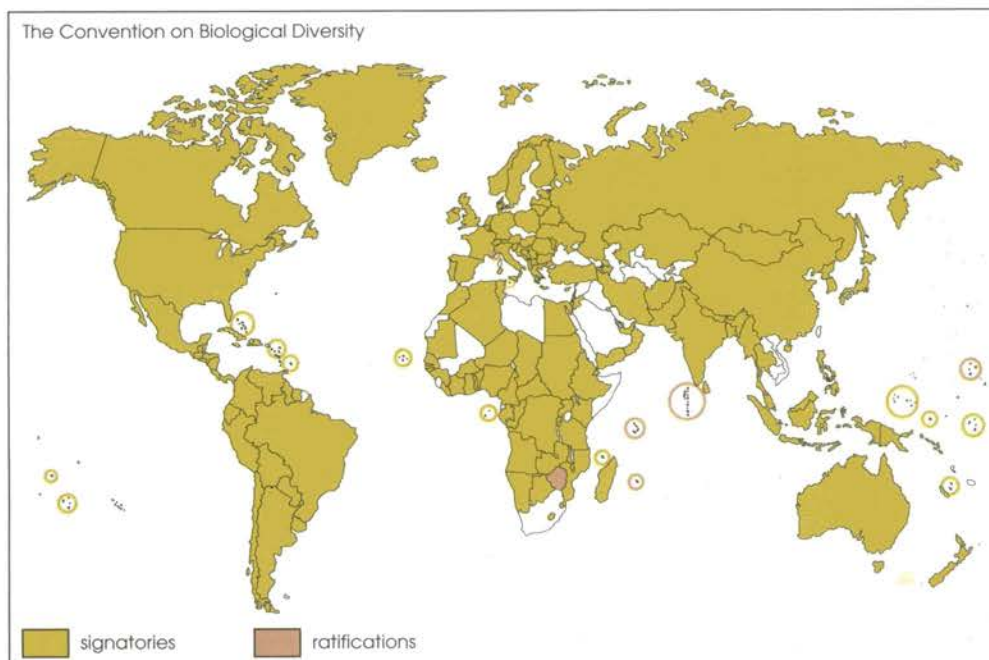 The Convention on Biological Diversity
signatories
ratifications